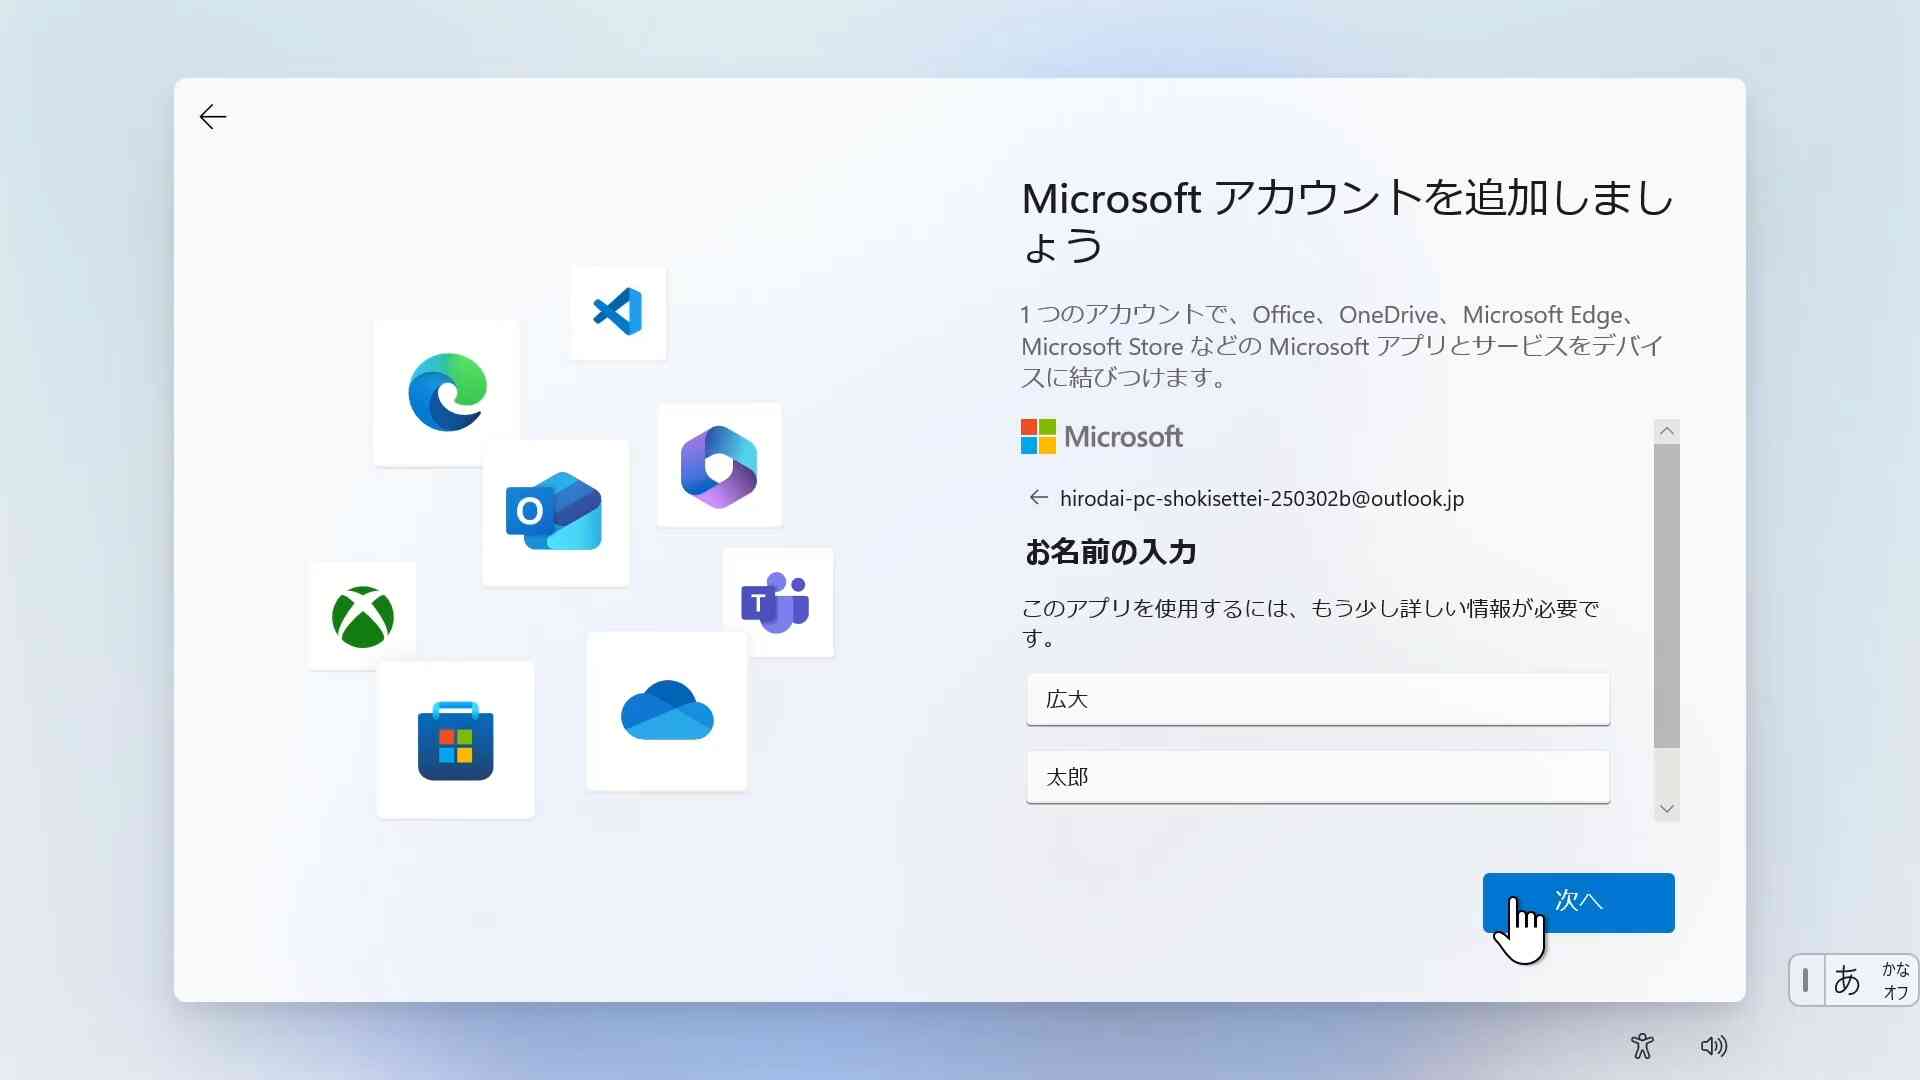 Microsoft アカウントを追加しまし
ょう
1 つのアカウントで、Office、OneDrive、Microsoft Edge、
Microsoft Store などの Microsoft アプリとサービスをデバイ
スに結びつけます。
Microsoft
hirodai-pc-shokisettei-250302b@outlook.jp
お名前の入力
このアプリを使用するには、もう少し詳しい情報が必要で
す。
広大
太郎
次へ
O
T
あ
かな
オフ